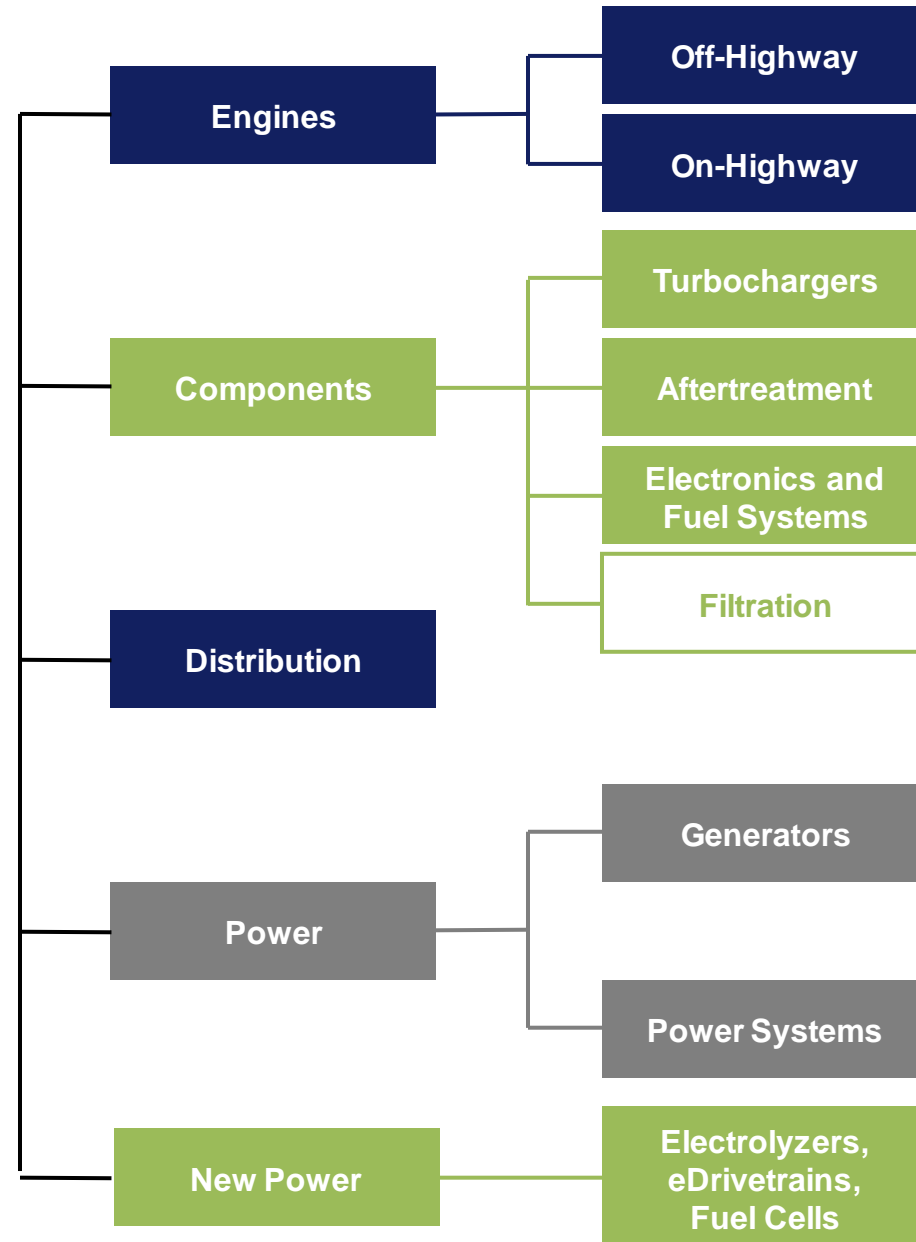 Engines
Off-Highway
On-Highway
Components
Turbochargers
Aftertreatment
Electronics and
Fuel Systems
Filtration
Distribution
Power
Generators
Power Systems
New Power
Electrolyzers,
eDrivetrains,
Fuel Cells